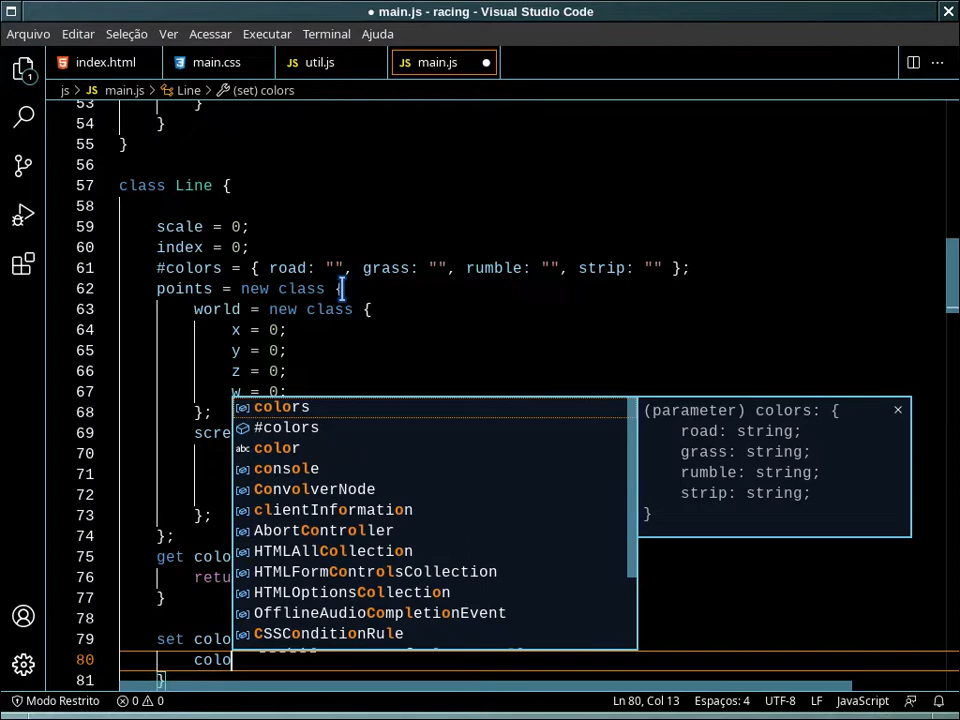 ● main.js - racing - Visual Studio Code
Arquivo Editar Seleção Ver Acessar Executar Terminal Ajuda
index.html main.css JS util.js JS main.js ●
js > JS main.js > Line > (set) colors
53 }
54 }
55 }
56
57 class Line {
58
59 scale = 0;
60 index = 0;
61 #colors = { road: "", grass: "", rumble: "", strip: "" };
62 points = new class {
63 world = new class {
64 x = 0;
65 y = 0;
66 z = 0;
67 w = 0;
68 };
69 scre
70
71
72
73 };
74 };
75 get colo
76 retu
77 }
78
79 set colo
80 colo
81 }
colors
#colors
abc color
console
ConvolverNode
clientInformation
AbortController
HTMLAllCollection
HTMLFormControlsCollection
HTMLOptionsCollection
OfflineAudioCompletionEvent
CSSConditionRule
(parameter) colors: {
road: string;
grass: string;
rumble: string;
strip: string;
}
Modo Restrito 0 0 Ln 80, Col 13 Espaços: 4 UTF-8 LF JavaScript